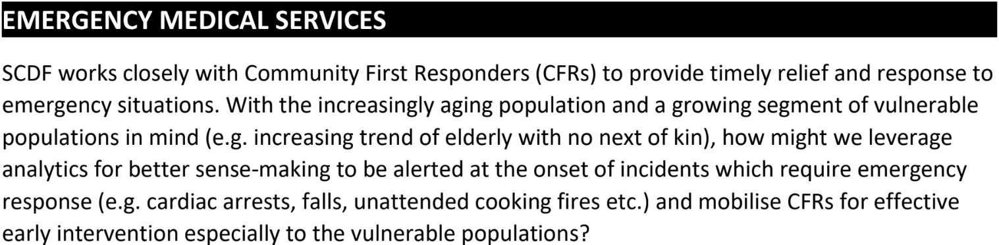 EMERGENCY MEDICAL SERVICES
SCDF works closely with Community First Responders (CFRs) to provide timely relief and response to
emergency situations. With the increasingly aging population and a growing segment of vulnerable
populations in mind (e.g. increasing trend of elderly with no next of kin), how might we leverage
analytics for better sense-making to be alerted at the onset of incidents which require emergency
response (e.g. cardiac arrests, falls, unattended cooking fires etc.) and mobilise CFRs for effective
early intervention especially to the vulnerable populations?